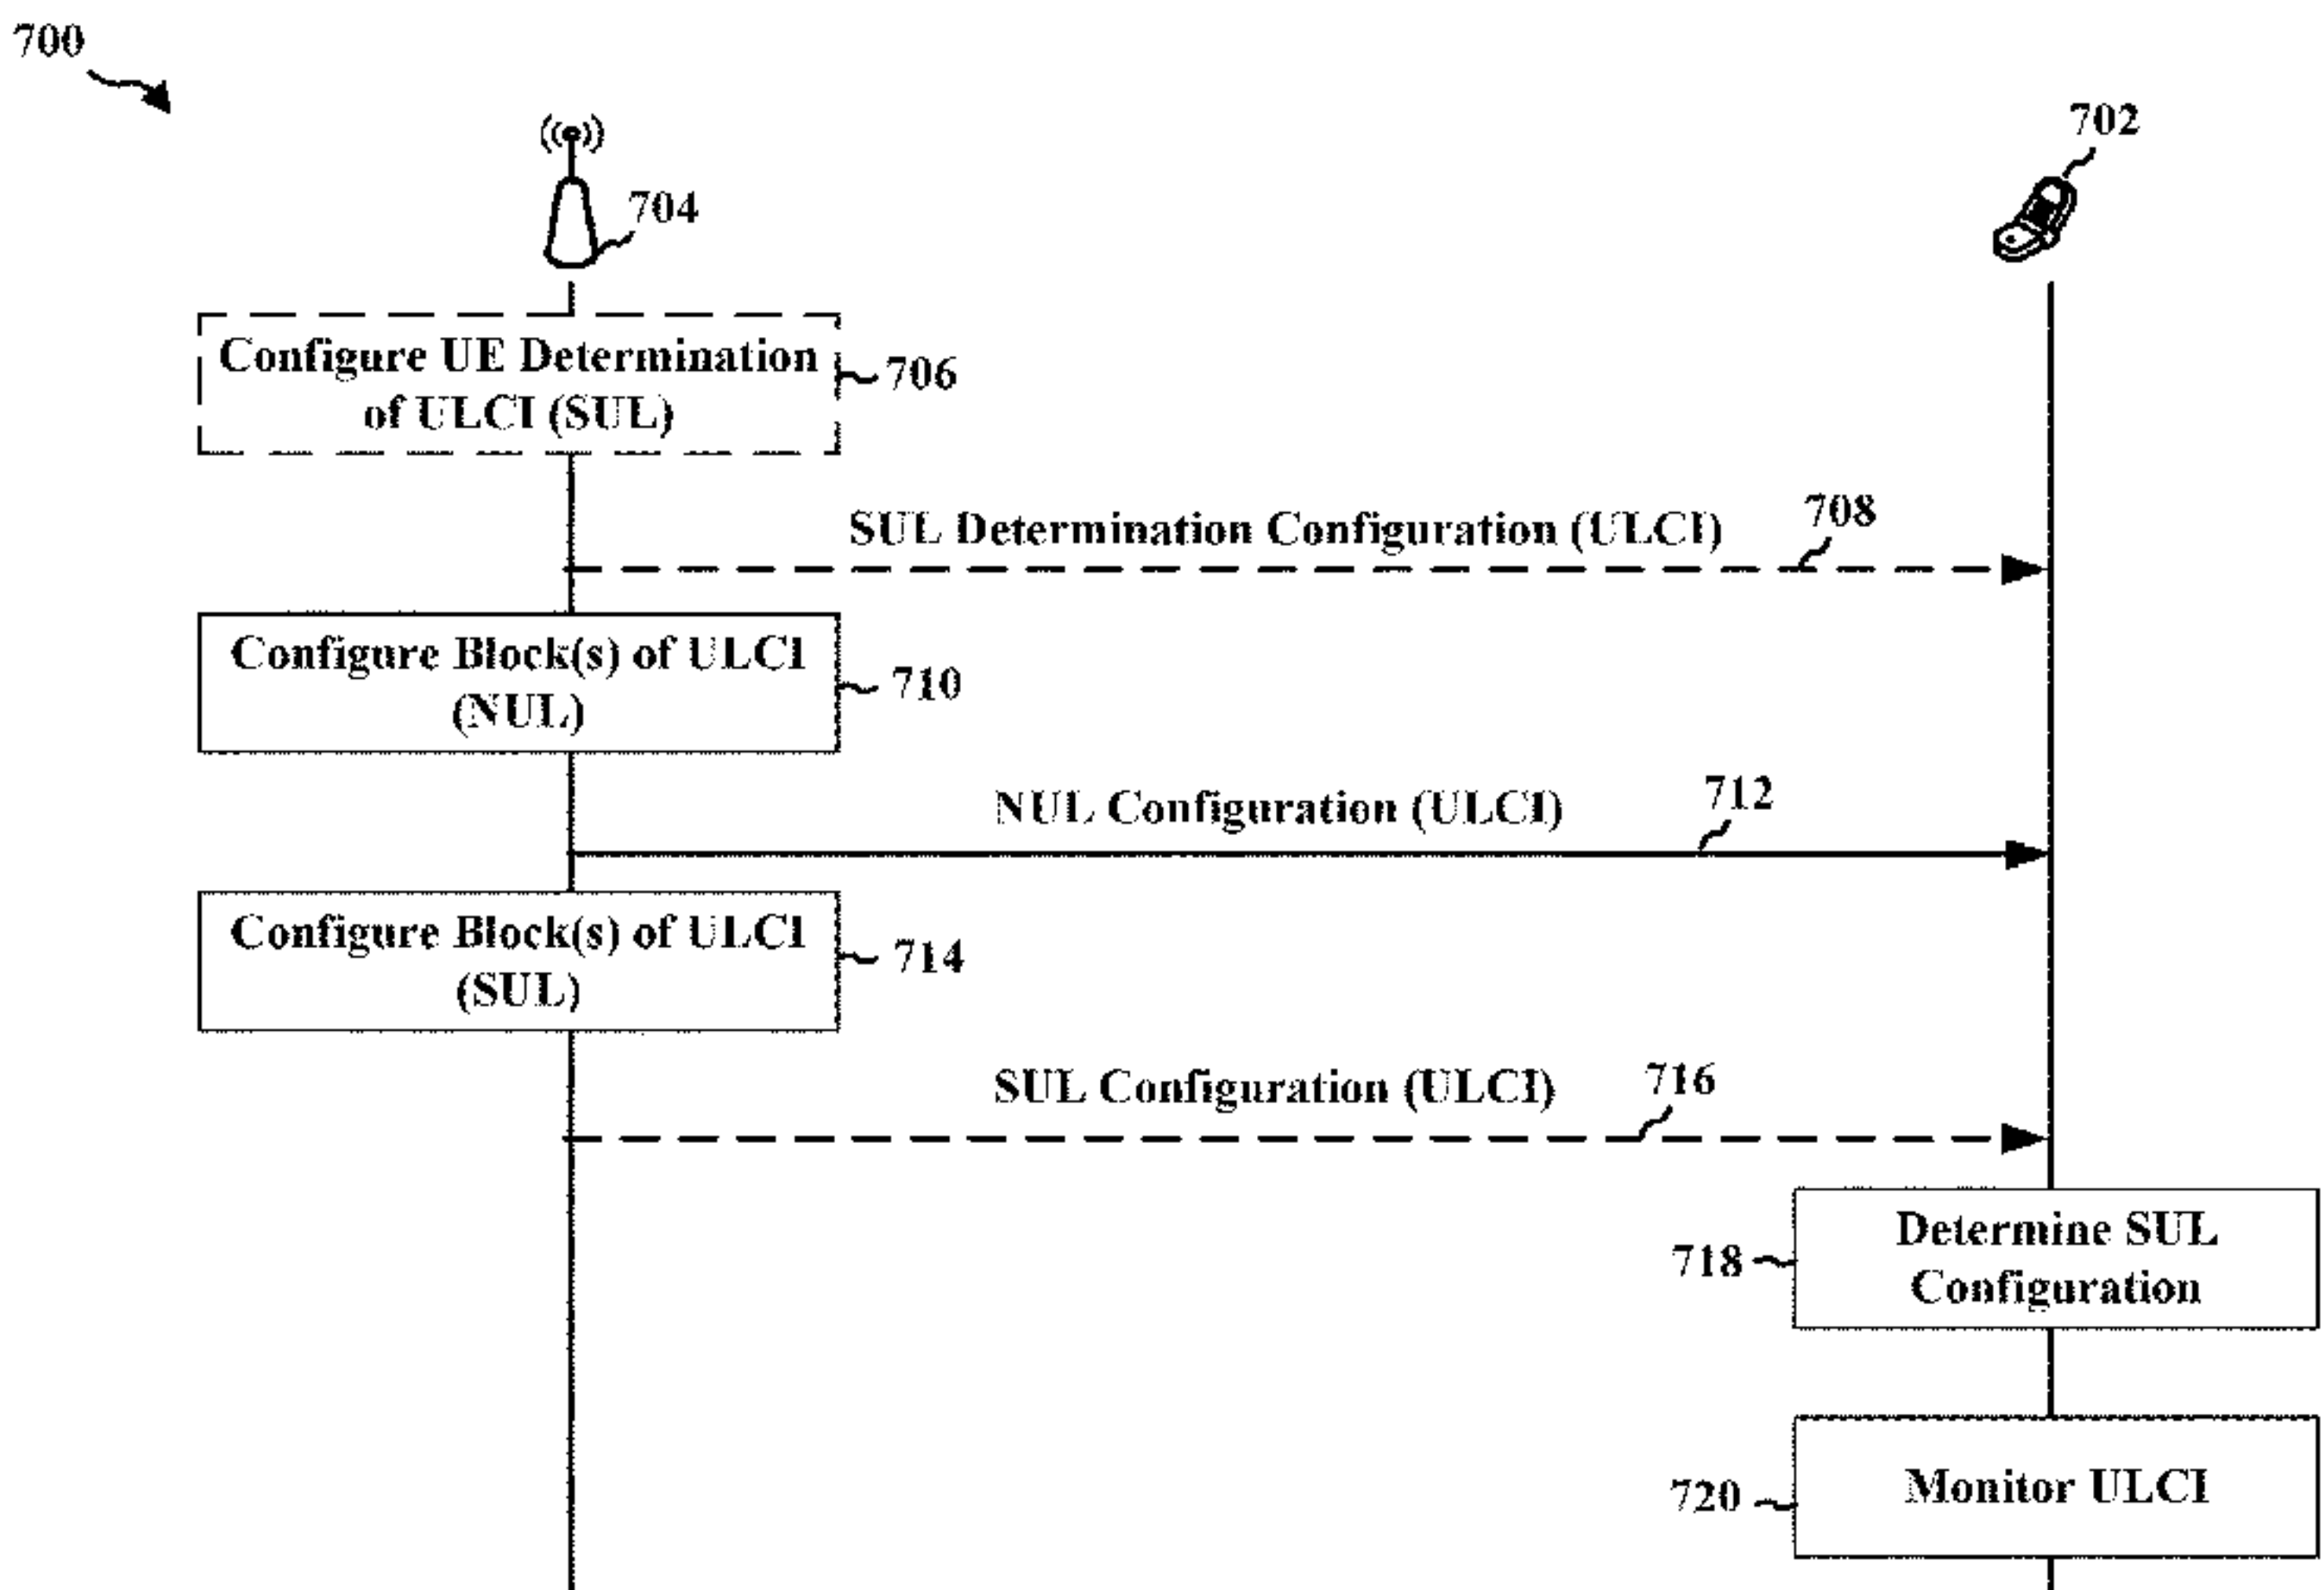 700
702
704
Configure UE Determination
of ULCI (SUL)
706
SUL Determination Configuration (ULCI)
708
Configure Block(s) of ULCI
(NUL)
710
NUL Configuration (ULCI)
712
Configure Block(s) of ULCI
(SUL)
714
SUL Configuration (ULCI)
716
Determine SUL
Configuration
718
Monitor ULCI
720